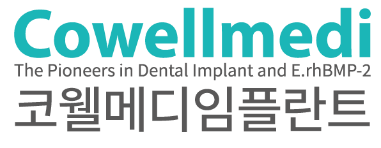 Cowellmedi
The Pioneers in Dental Implant and E.rhBMP-2
코웰메디임플란트